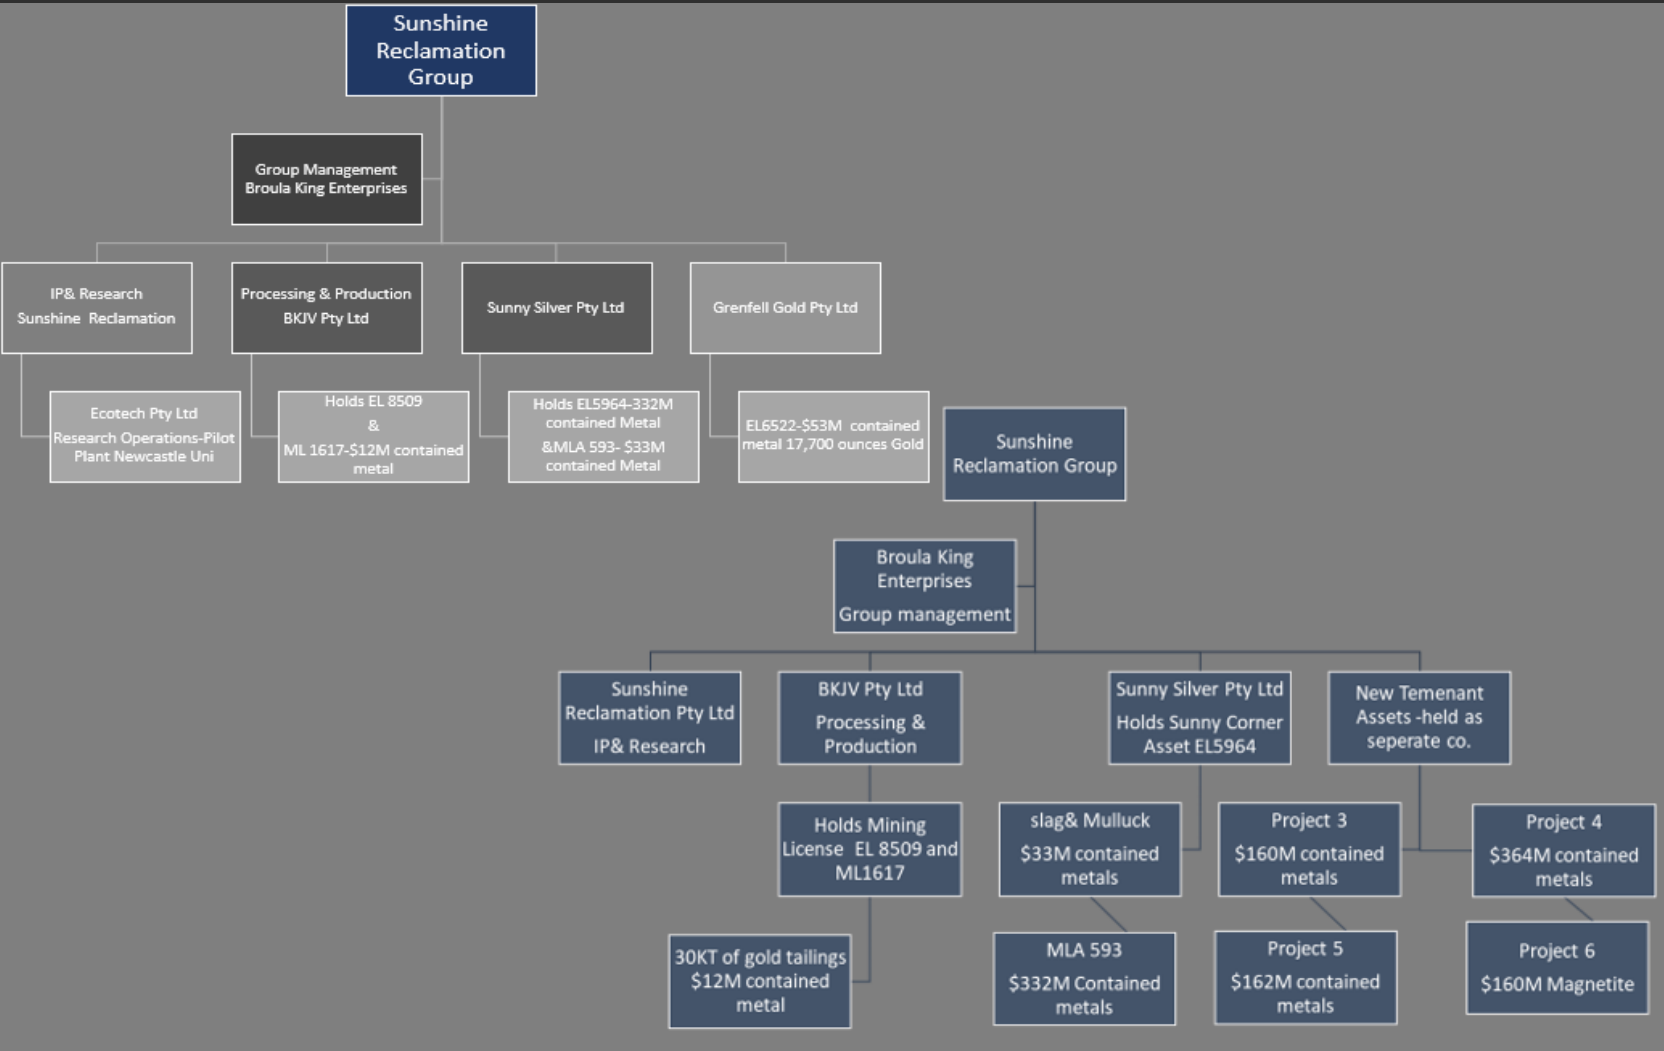 Sunshine
Reclamation
Group
Group Management
Broula King Enterprises
IP& Research
Sunshine Reclamation
Processing & Production
BKJV Pty Ltd
Sunny Silver Pty Ltd
Grenfell Gold Pty Ltd
Ecotech Pty Ltd
Research Operations-Pilot
Plant Newcastle Uni
Holds EL 8509
&
ML 1617-$12M contained
metal
Holds EL5964-332M
contained Metal
&MLA 593- $33M
contained Metal
EL6522-$53M contained
metal 17,700 ounces Gold
Sunshine
Reclamation Group
Broula King
Enterprises
Group management
Sunshine
Reclamation Pty Ltd
IP& Research
BKJV Pty Ltd
Processing &
Production
Sunny Silver Pty Ltd
Holds Sunny Corner
Asset EL5964
New Temenant
Assets -held as
seperate co.
Holds Mining
License EL 8509 and
ML1617
slag& Mulluck
$33M contained
metals
Project 3
$160M contained
metals
Project 4
$364M contained
metals
30KT of gold tailings
$12M contained
metal
MLA 593
$332M Contained
metals
Project 5
$162M contained
metals
Project 6
$160M Magnetite